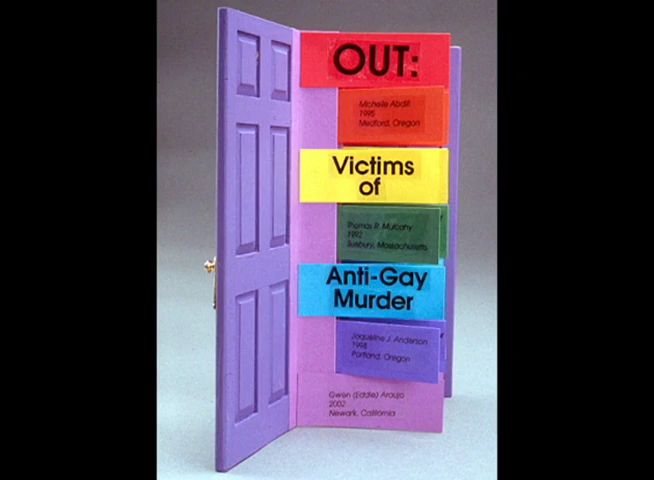 OUT:
Michelle Abdill
1995
Medford, Oregon
Victims
of
Thomas R. Mulcahy
1992
Sudbury, Massachusetts
Anti-Gay
Murder
Jaqueline J. Anderson
1998
Portland, Oregon
Gwen (Eddie) Araujo
2002
Newark, California